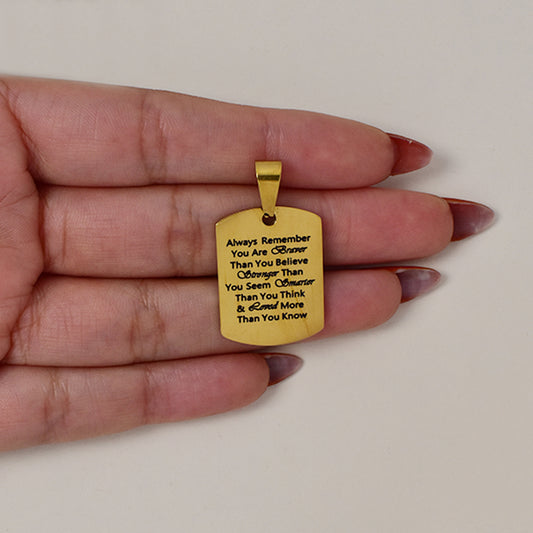 Always Remember
You Are Braver
Than You Believe
Stronger Than
You Seem Smarter
Than You Think
& Loved More
Than You Know